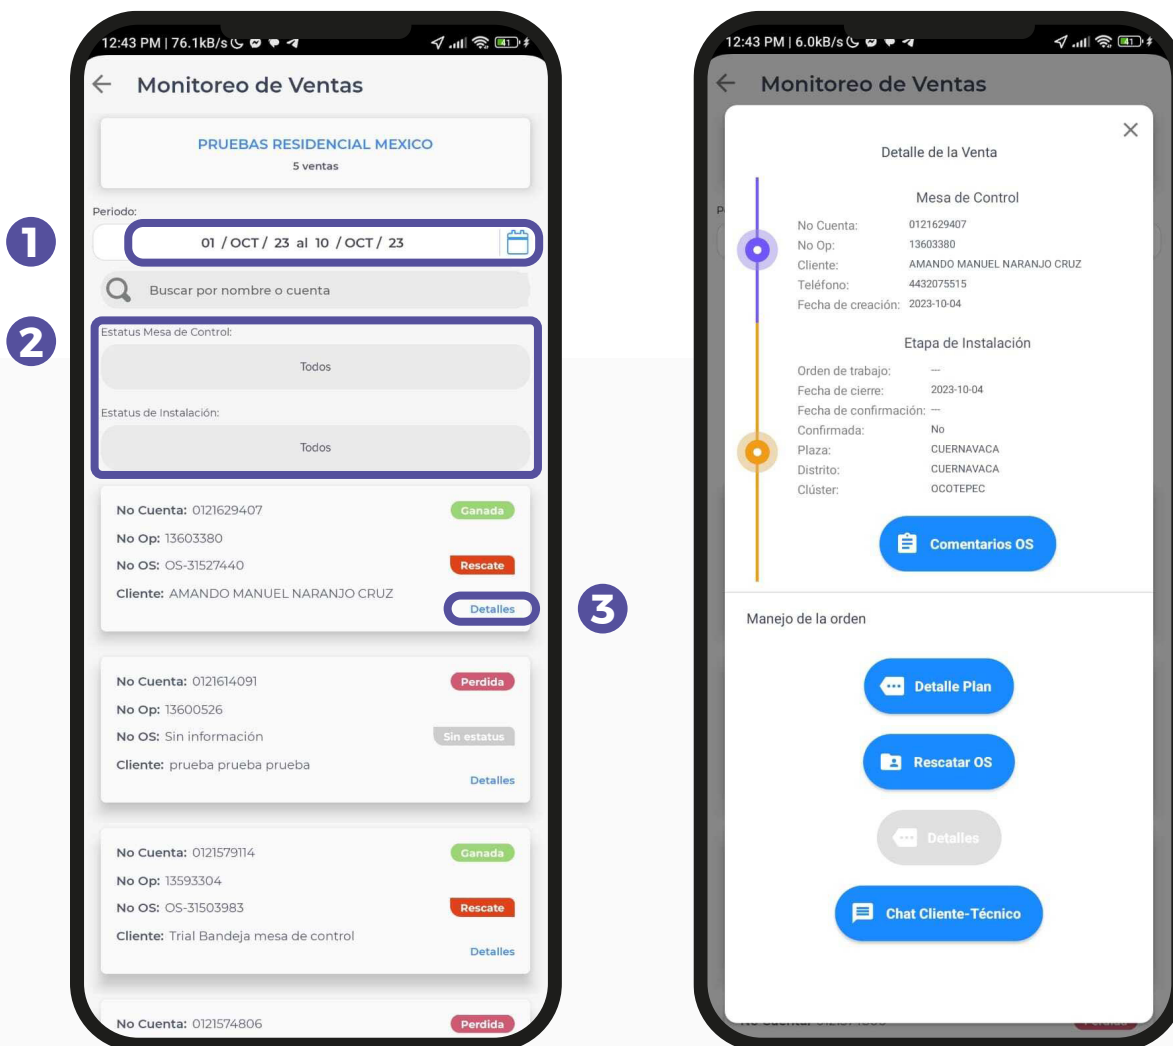 12:43 PM | 76.1kB/s
41
Monitoreo de Ventas
PRUEBAS RESIDENCIAL MEXICO
5 ventas
Periodo:
1
01 / OCT / 23 al 10 / OCT / 23
Buscar por nombre o cuenta
2
Estatus Mesa de Control:
Todos
Estatus de Instalación:
Todos
No Cuenta: 0121629407
Ganada
No Op: 13603380
No OS: OS-31527440
Rescate
Cliente: AMANDO MANUEL NARANJO CRUZ
Detalles
3
No Cuenta: 0121614091
Perdida
No Op: 13600526
No OS: Sin información
Sin estatus
Cliente: prueba prueba prueba
Detalles
No Cuenta: 0121579114
Ganada
No Op: 13593304
No OS: OS-31503983
Rescate
Cliente: Trial Bandeja mesa de control
Detalles
No Cuenta: 0121574806
Perdida
12:43 PM | 6.0kB/s
41
Monitoreo de Ventas
Detalle de la Venta
Mesa de Control
No Cuenta: 0121629407
No Op: 13603380
Cliente: AMANDO MANUEL NARANJO CRUZ
Teléfono: 4432075515
Fecha de creación: 2023-10-04
Etapa de Instalación
Orden de trabajo: ---
Fecha de cierre: 2023-10-04
Fecha de confirmación: ---
Confirmada: No
Plaza: CUERNAVACA
Distrito: CUERNAVACA
Clúster: OCOTEPEC
Comentarios OS
Manejo de la orden
Detalle Plan
Rescatar OS
Detalles
Chat Cliente-Técnico